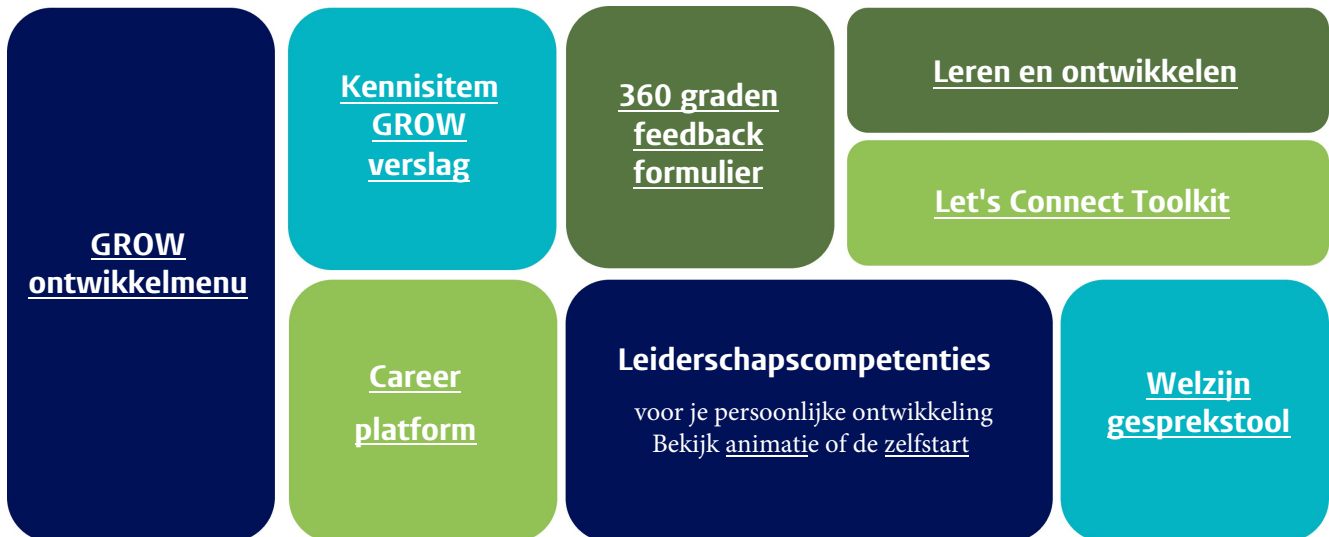 GROW
ontwikkelmenu
Kennisitem
GROW
verslag
360 graden
feedback
formulier
Leren en ontwikkelen
Let's Connect Toolkit
Career
platform
Leiderschapscompetenties
voor je persoonlijke ontwikkeling
Bekijk animatie of de zelfstart
Welzijn
gesprekstool